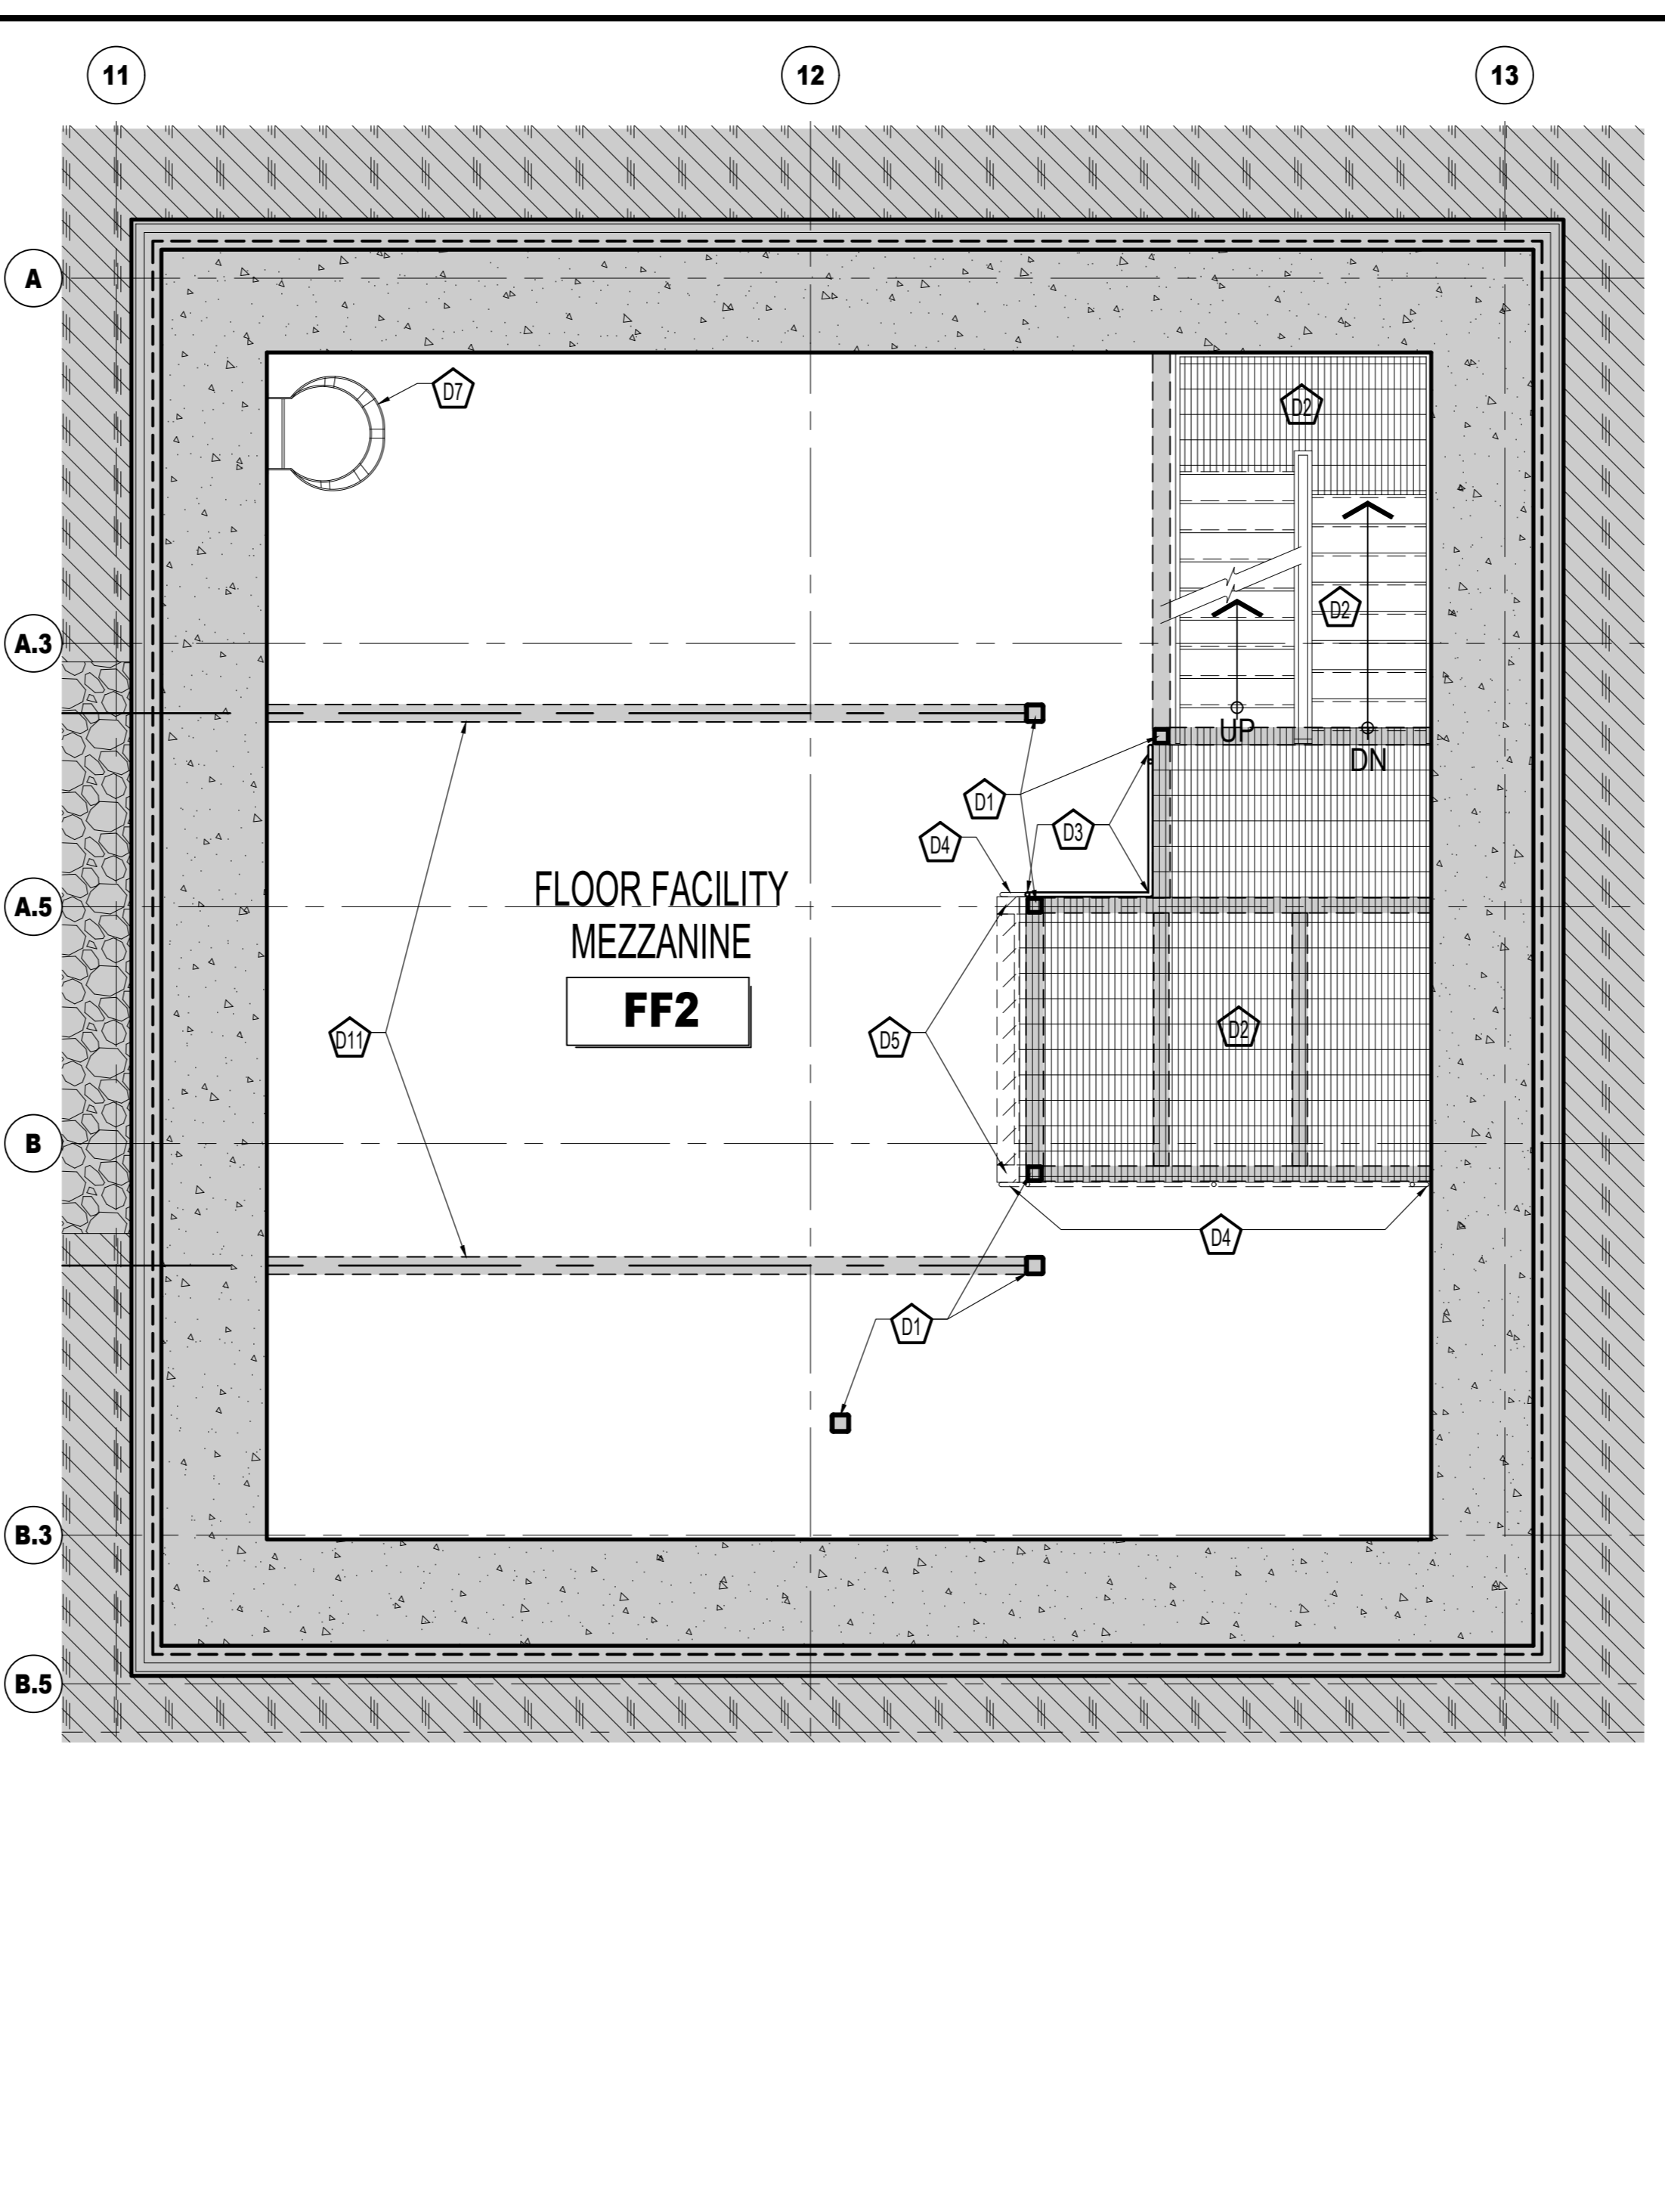 11
12
13
A
D7
D2
D2
A.3
UP
DN
D1
D3
D4
FLOOR FACILITY
A.5
MEZZANINE
FF2
D11
D5
D2
B
D4
D1
B.3
B.5